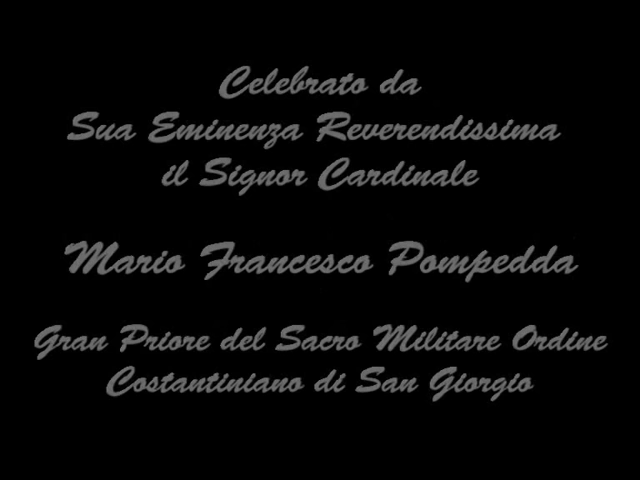 Celebrato da
Sua Eminenza Reverendissima
il Signor Cardinale
Mario Francesco Pompedda
Gran Priore del Sacro Militare Ordine
Costantiniano di San Giorgio